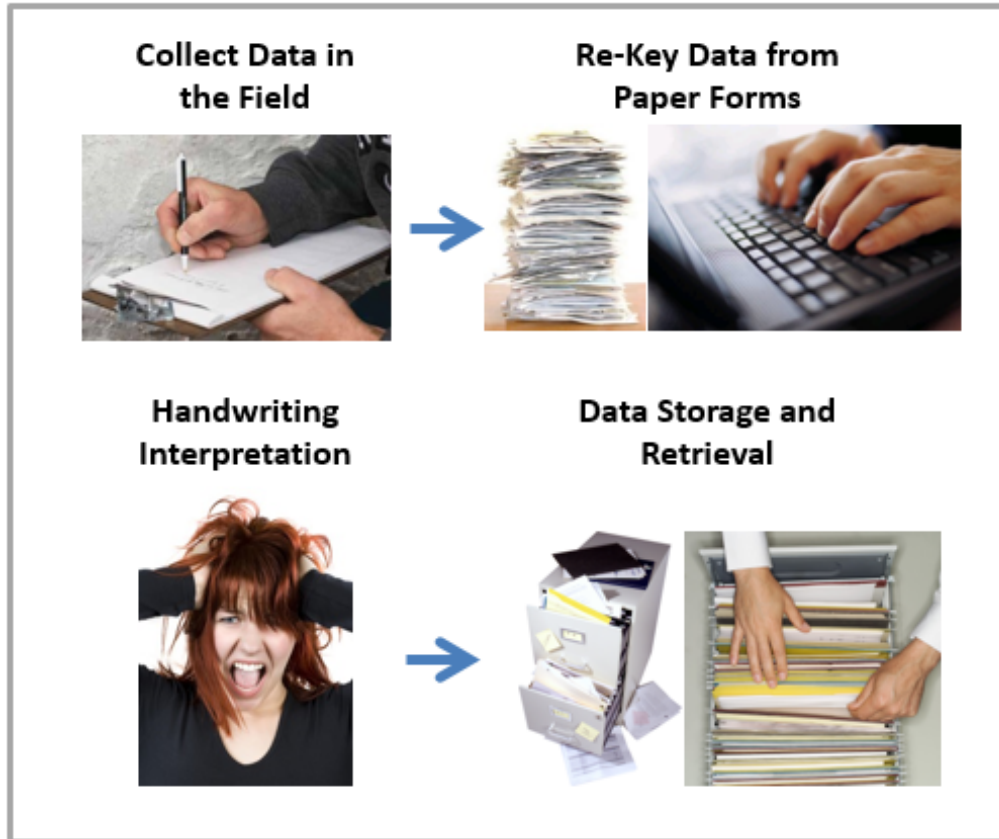 Collect Data in
the Field
Re-Key Data from
Paper Forms
Handwriting
Interpretation
Data Storage and
Retrieval